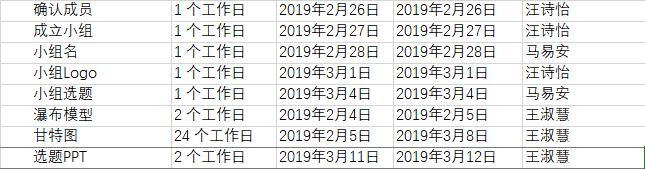 确认成员 1 个工作日 2019年2月26日 2019年2月26日 汪诗怡
成立小组 1 个工作日 2019年2月27日 2019年2月27日 汪诗怡
小组名 1 个工作日 2019年2月28日 2019年2月28日 马易安
小组Logo 1 个工作日 2019年3月1日 2019年3月1日 汪诗怡
小组选题 1 个工作日 2019年3月4日 2019年3月4日 马易安
瀑布模型 2 个工作日 2019年2月4日 2019年2月5日 王淑慧
甘特图 24 个工作日 2019年2月5日 2019年3月8日 王淑慧
选题PPT 2 个工作日 2019年3月11日 2019年3月12日 王淑慧